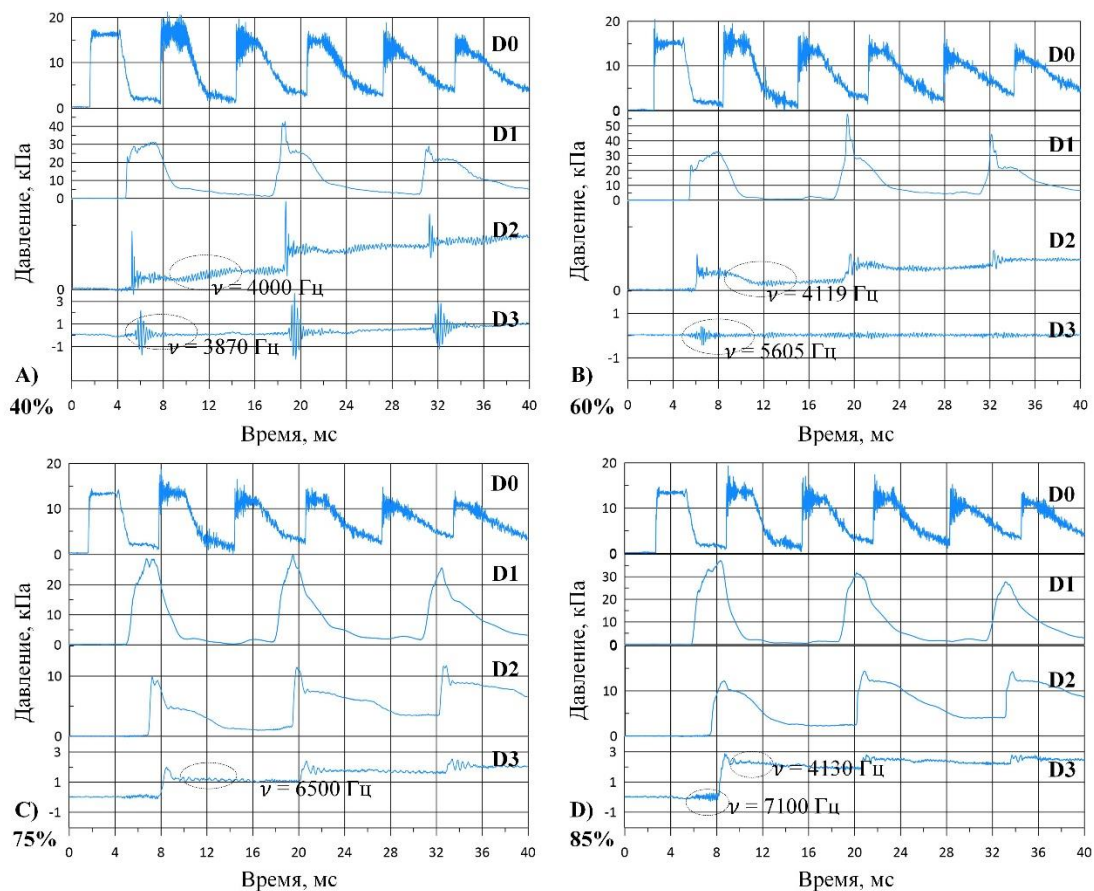 20
D0
10
0
D1
40
30
20
10
0
D2
ν = 4000 Гц
0
3
D3
1
-1
ν = 3870 Гц
Давление, кПа
A)
40%
0 4 8 12 16 20 24 28 32 36 40
Время, мс
20
D0
10
0
D1
50
40
30
20
10
0
D2
ν = 4119 Гц
0
1
D3
-1
ν = 5605 Гц
Давление, кПа
B)
60%
0 4 8 12 16 20 24 28 32 36 40
Время, мс
20
D0
10
0
D1
20
10
0
D2
10
0
3
D3
1
-1
ν = 6500 Гц
Давление, кПа
C)
75%
0 4 8 12 16 20 24 28 32 36 40
Время, мс
20
D0
10
0
D1
30
20
10
0
D2
10
0
3
D3
1
-1
ν = 4130 Гц
ν = 7100 Гц
Давление, кПа
D)
85%
0 4 8 12 16 20 24 28 32 36 40
Время, мс